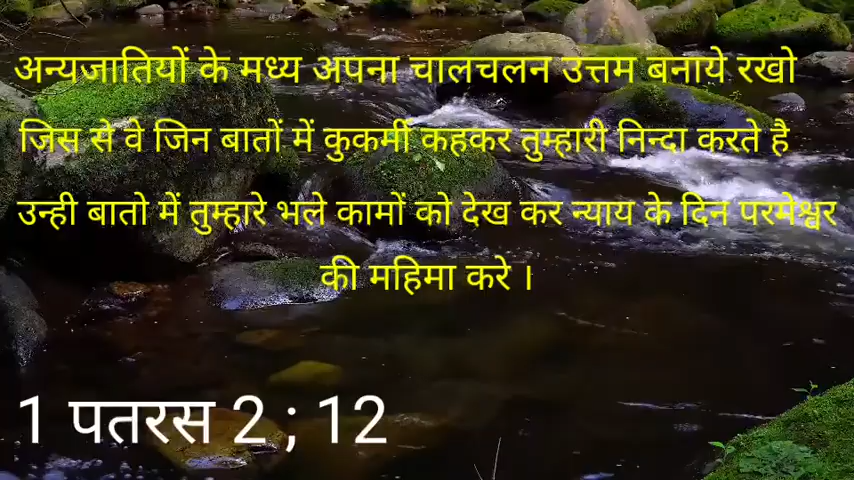 अन्यजातियों के मध्य अपना चालचलन उत्तम बनाये रखो
जिस से वे जिन बातों में कुकर्मी कहकर तुम्हारी निन्दा करते है
उन्ही बातो में तुम्हारे भले कामों को देख कर न्याय के दिन परमेश्वर
की महिमा करे ।
1 पतरस 2 ; 12